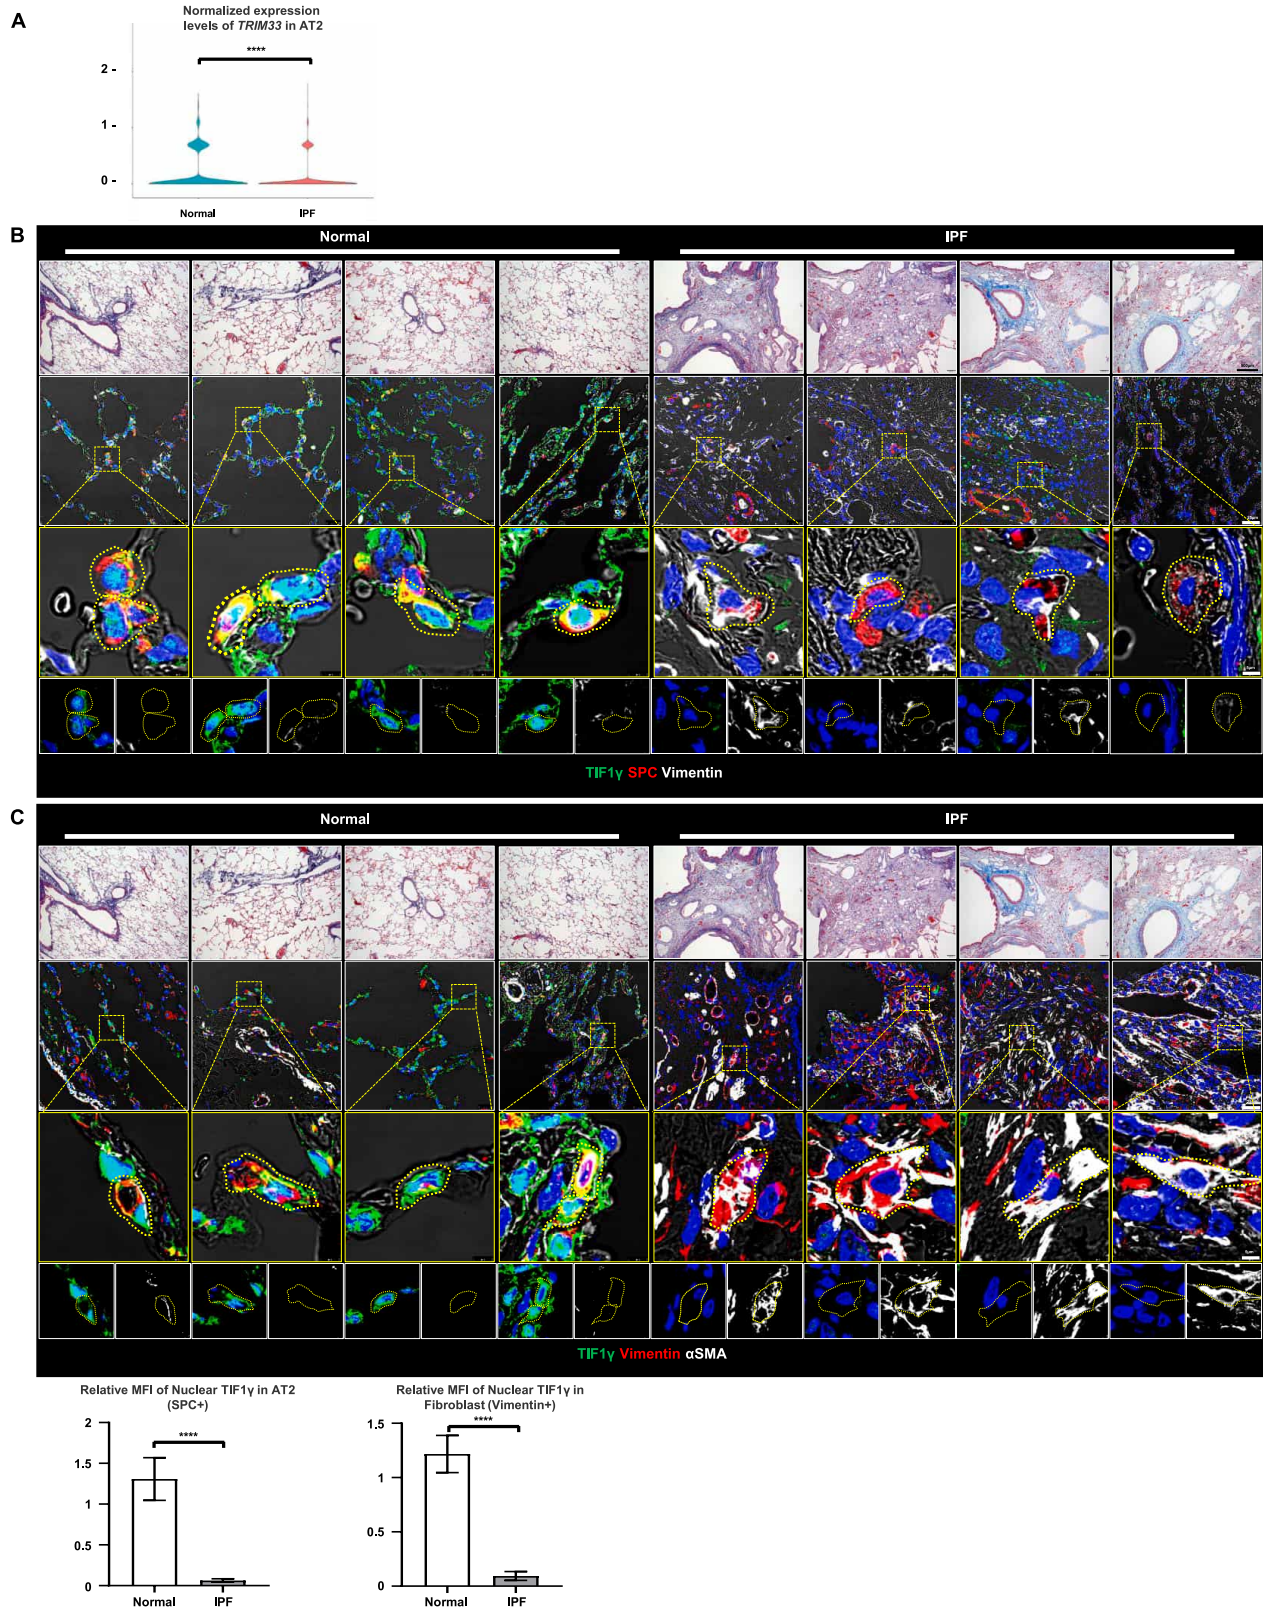 A
Normalized expression
levels of TRIM33 in AT2
****
2 -
1 -
0 -
Normal IPF
B
Normal IPF
TIF1γ SPC Vimentin
C
Normal IPF
TIF1γ Vimentin αSMA
Relative MFI of Nuclear TIF1γ in AT2
(SPC+)
****
2
1.5
1
0.5
0
Normal IPF
Relative MFI of Nuclear TIF1γ in
Fibroblast (Vimentin+)
****
1.5
1
0.5
0
Normal IPF